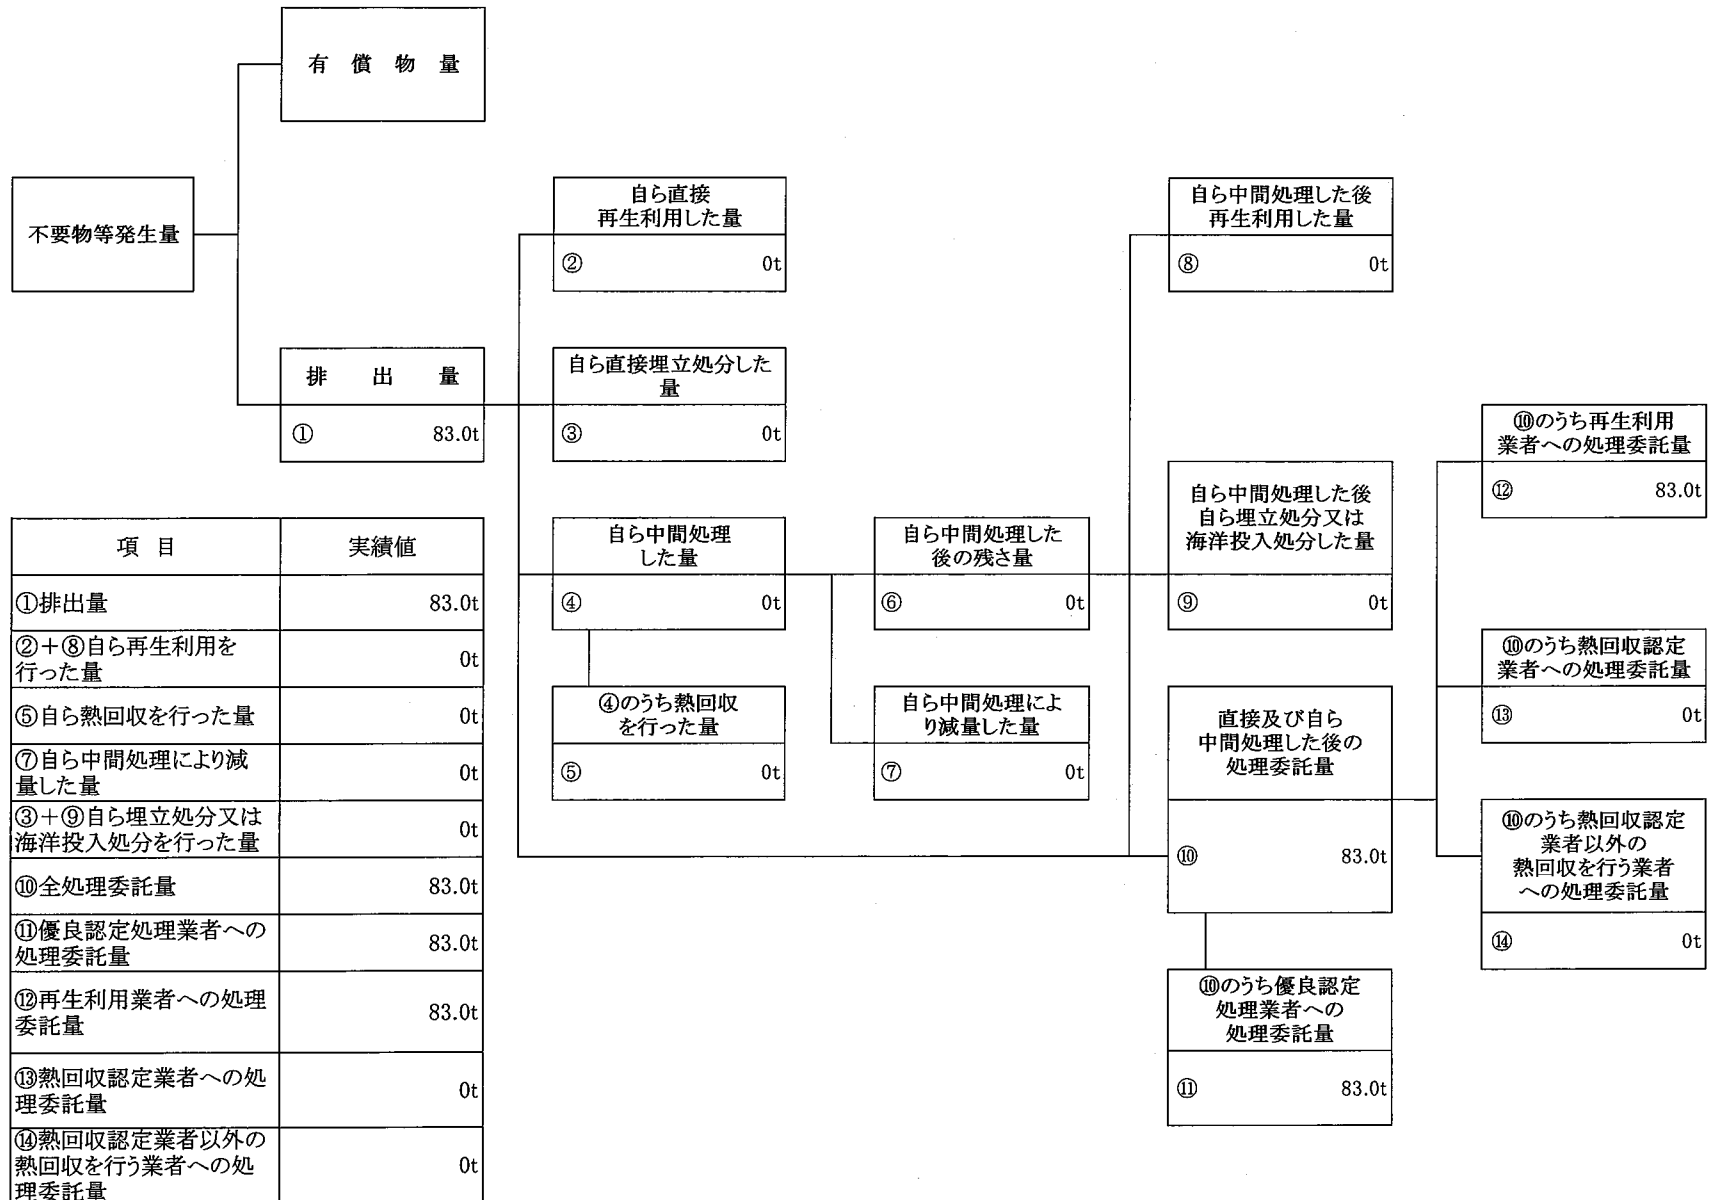 有償物量
不要物等発生量
排出量
① 83.0t
自ら直接
再生利用した量
② 0t
自ら直接埋立処分した
量
③ 0t
自ら中間処理
した量
④ 0t
④のうち熱回収
を行った量
⑤ 0t
自ら中間処理した
後の残さ量
⑥ 0t
自ら中間処理によ
り減量した量
⑦ 0t
自ら中間処理した後
再生利用した量
⑧ 0t
自ら中間処理した後
自ら埋立処分又は
海洋投入処分した量
⑨ 0t
直接及び自ら
中間処理した後の
処理委託量
⑩ 83.0t
⑩のうち優良認定
処理業者への
処理委託量
⑪ 83.0t
⑩のうち再生利用
業者への処理委託量
⑫ 83.0t
⑩のうち熱回収認定
業者への処理委託量
⑬ 0t
⑩のうち熱回収認定
業者以外の
熱回収を行う業者
への処理委託量
⑭ 0t
項目 実績値
①排出量 83.0t
②+⑧自ら再生利用を
行った量 0t
⑤自ら熱回収を行った量 0t
⑦自ら中間処理により減
量した量 0t
③+⑨自ら埋立処分又は
海洋投入処分を行った量 0t
⑩全処理委託量 83.0t
⑪優良認定処理業者への
処理委託量 83.0t
⑫再生利用業者への処理
委託量 83.0t
⑬熱回収認定業者への処
理委託量 0t
⑭熱回収認定業者以外の
熱回収を行う業者への処
理委託量 0t